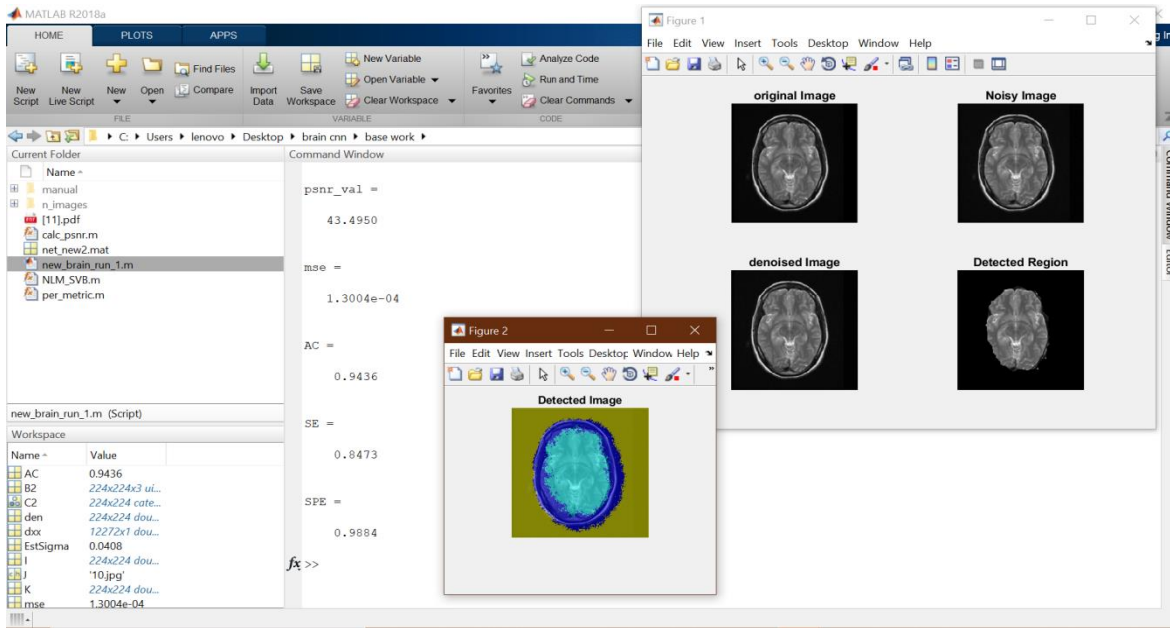 MATLAB R2018a
HOME PLOTS APPS
New Script
New Live Script
New
Open
Find Files
Compare
Import Data
Save Workspace
New Variable
Open Variable
Clear Workspace
Favorites
Analyze Code
Run and Time
Clear Commands
FILE VARIABLE CODE
C: Users lenovo Desktop brain cnn base work
Current Folder
Name
manual
n_images
[11].pdf
calc_psnr.m
net_new2.mat
new_brain_run_1.m
NLM_SVB.m
per_metric.m
new_brain_run_1.m (Script)
Workspace
Name Value
AC 0.9436
B2 224x224x3 ui...
C2 224x224 cate...
den 224x224 dou...
dxx 12272x1 dou...
EstSigma 0.0408
I 224x224 dou...
J '10.jpg'
K 224x224 dou...
mse 1.3004e-04
Command Window
psnr_val =
43.4950
mse =
1.3004e-04
AC =
0.9436
SE =
0.8473
SPE =
0.9884
fx >>
Figure 2
File Edit View Insert Tools Desktop Window Help
Detected Image
Figure 1
File Edit View Insert Tools Desktop Window Help
original Image
Noisy Image
denoised Image
Detected Region
Command Window
Editor